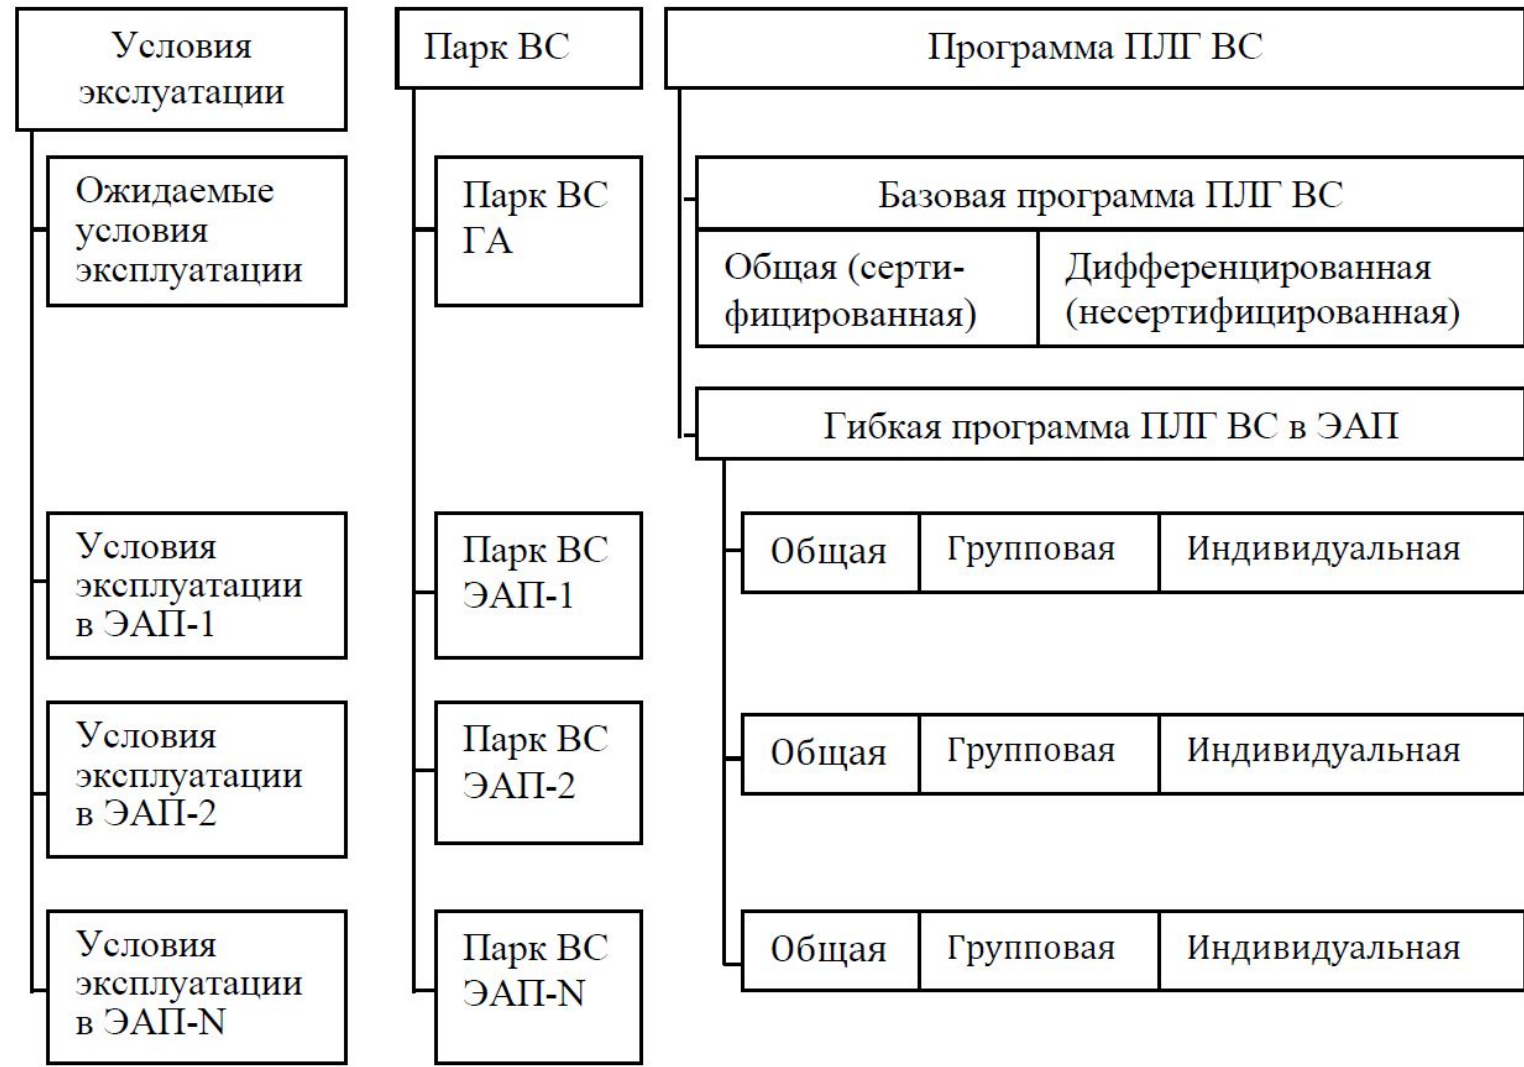 Условия
экслуатации
Парк ВС
Программа ПЛГ ВС
Ожидаемые
условия
эксплуатации
Парк ВС
ГА
Базовая программа ПЛГ ВС
Общая (серти-
фицированная)
Дифференцированная
(несертифицированная)
Гибкая программа ПЛГ ВС в ЭАП
Условия
эксплуатации
в ЭАП-1
Парк ВС
ЭАП-1
Общая
Групповая
Индивидуальная
Условия
эксплуатации
в ЭАП-2
Парк ВС
ЭАП-2
Общая
Групповая
Индивидуальная
Условия
эксплуатации
в ЭАП-N
Парк ВС
ЭАП-N
Общая
Групповая
Индивидуальная